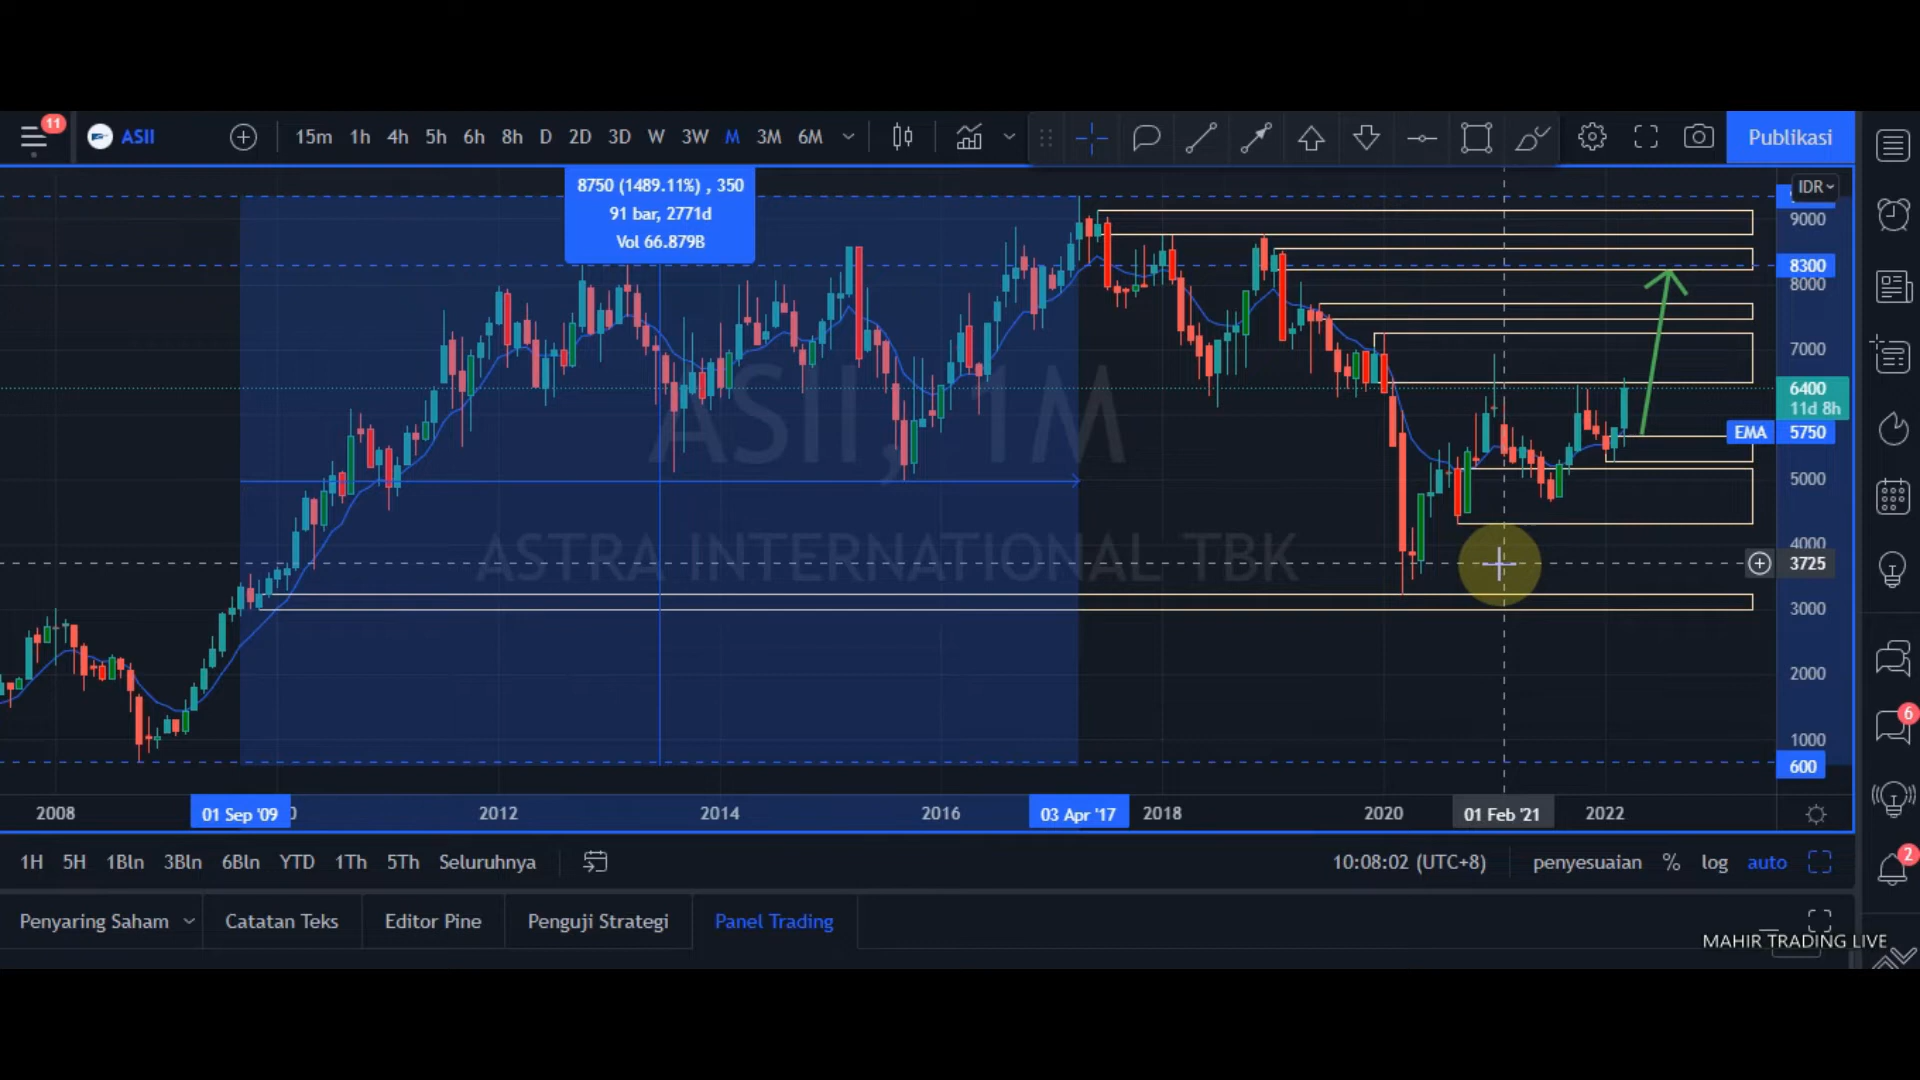 11
ASII
15m 1h 4h 5h 6h 8h D 2D 3D W 3W M 3M 6M
Publikasi
8750 (1489.11%) , 350
91 bar, 2771d
Vol 66.879B
IDR
9000
8300
8000
7000
6400
11d 8h
EMA 5750
5000
4000
3725
3000
2000
1000
600
ASII, 1M
ASTRA INTERNATIONAL TBK
2008 01 Sep '09 0 2012 2014 2016 03 Apr '17 2018 2020 01 Feb '21 2022
6
2
1H 5H 1Bln 3Bln 6Bln YTD 1Th 5Th Seluruhnya
10:08:02 (UTC+8) penyesuaian % log auto
Penyaring Saham Catatan Teks Editor Pine Penguji Strategi Panel Trading
MAHIR TRADING LIVE